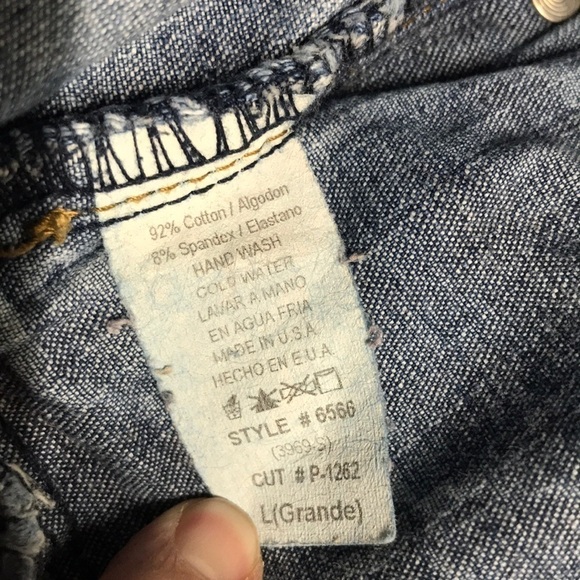 92% Cotton / Algodon
8% Spandex / Elastano
HAND WASH
COLD WATER
LAVAR A MANO
EN AGUA FRIA
MADE IN U.S.A.
HECHO EN E.U.A.
STYLE # 6566
(3969-S)
CUT # P-1262
L(Grande)